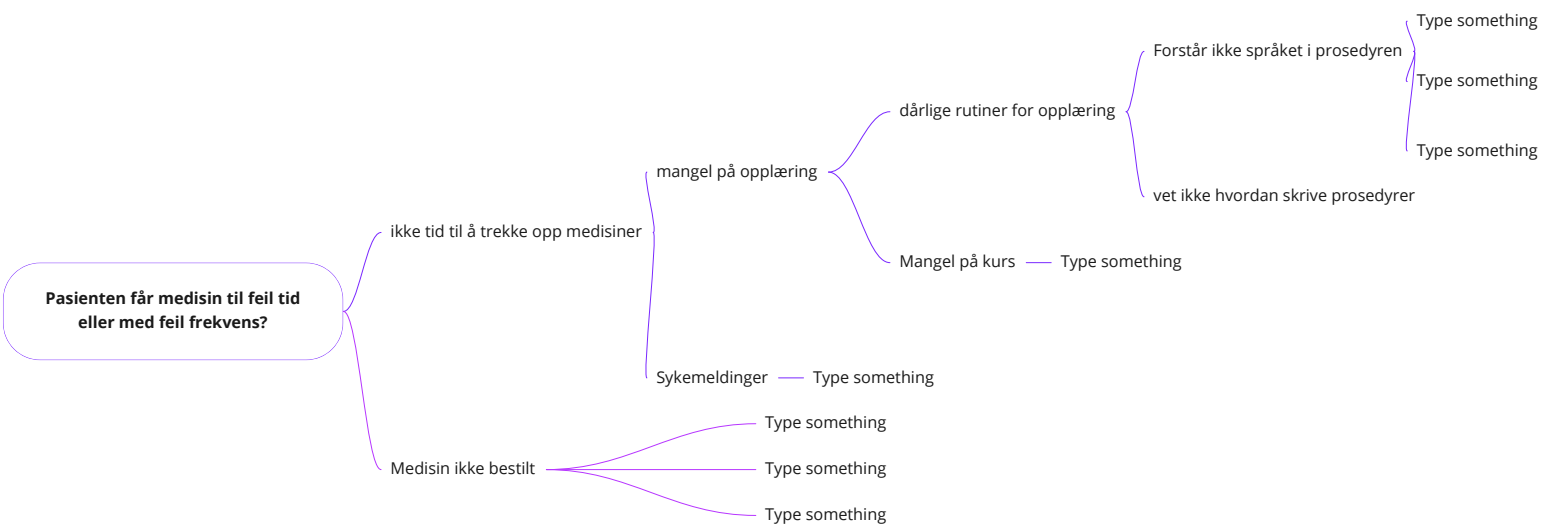 Type something
Forstår ikke språket i prosedyren
Type something
dårlige rutiner for opplæring
Type something
mangel på opplæring
vet ikke hvordan skrive prosedyrer
ikke tid til å trekke opp medisiner
Mangel på kurs
Type something
Pasienten får medisin til feil tid
eller med feil frekvens?
Sykemeldinger
Type something
Type something
Medisin ikke bestilt
Type something
Type something